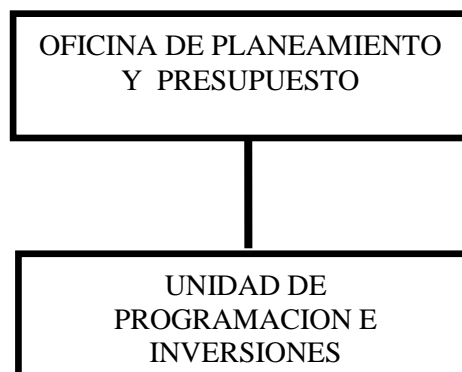 OFICINA DE PLANEAMIENTO
Y PRESUPUESTO
UNIDAD DE
PROGRAMACION E
INVERSIONES